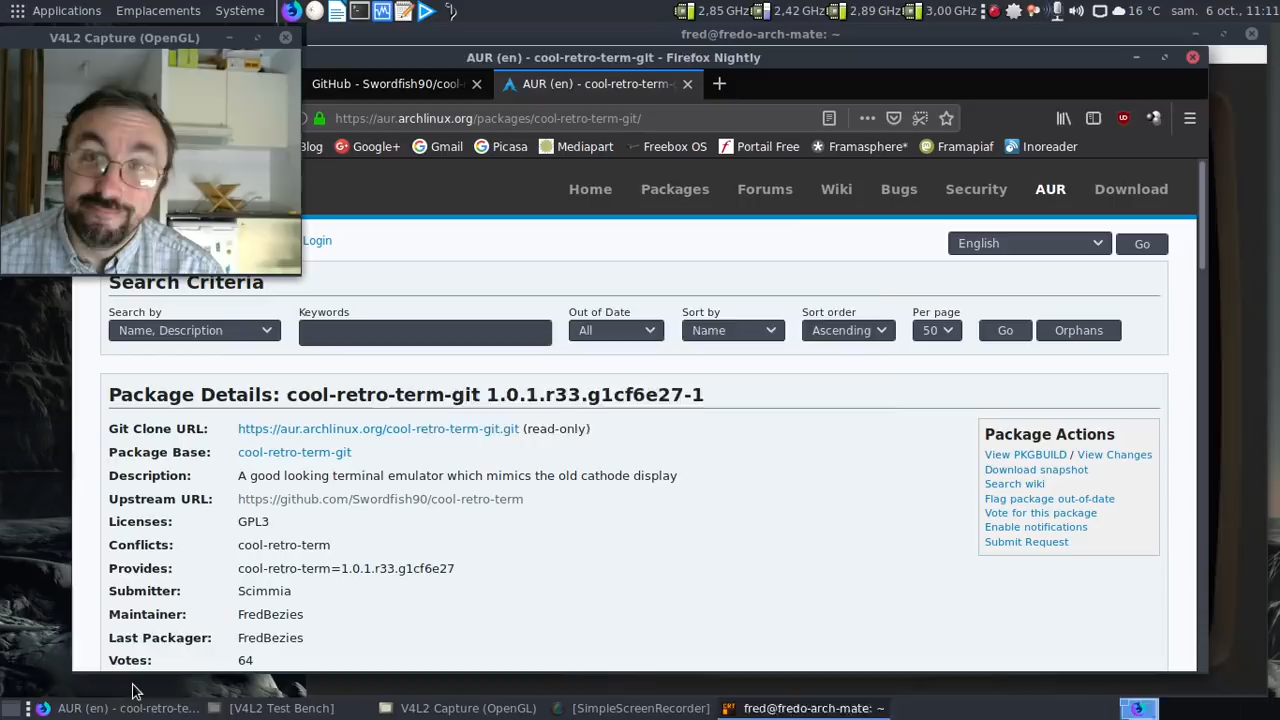 Applications Emplacements Système 2,85 GHz 2,42 GHz 2,89 GHz 3,00 GHz 16 °C sam. 6 oct., 11:11
V4L2 Capture (OpenGL)
fred@fredo-arch-mate: ~
AUR (en) - cool-retro-term-git - Firefox Nightly
GitHub - Swordfish90/cool-
AUR (en) - cool-retro-term-
https://aur.archlinux.org/packages/cool-retro-term-git/
Blog Google+ Gmail Picasa Mediapart Freebox OS Portail Free Framasphere* Framapiaf Inoreader
Home Packages Forums Wiki Bugs Security AUR Download
Login
English Go
Search Criteria
Search by Keywords Out of Date Sort by Sort order Per page
Name, Description All Name Ascending 50 Go Orphans
Package Details: cool-retro-term-git 1.0.1.r33.g1cf6e27-1
Git Clone URL: https://aur.archlinux.org/cool-retro-term-git.git (read-only)
Package Base: cool-retro-term-git
Description: A good looking terminal emulator which mimics the old cathode display
Upstream URL: https://github.com/Swordfish90/cool-retro-term
Licenses: GPL3
Conflicts: cool-retro-term
Provides: cool-retro-term=1.0.1.r33.g1cf6e27
Submitter: Scimmia
Maintainer: FredBezies
Last Packager: FredBezies
Votes: 64
Package Actions
View PKGBUILD / View Changes
Download snapshot
Search wiki
Flag package out-of-date
Vote for this package
Enable notifications
Submit Request
AUR (en) - cool-retro-te... [V4L2 Test Bench] V4L2 Capture (OpenGL) [SimpleScreenRecorder] fred@fredo-arch-mate: ~